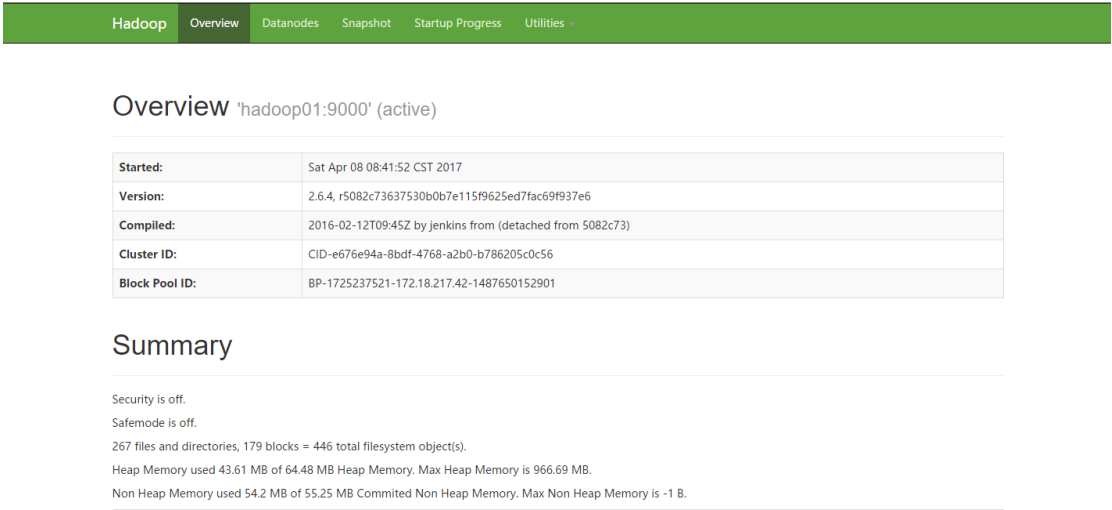 Hadoop Overview Datanodes Snapshot Startup Progress Utilities
Overview 'hadoop01:9000' (active)
Started: Sat Apr 08 08:41:52 CST 2017
Version: 2.6.4, r5082c73637530b0b7e115f9625ed7fac69f937e6
Compiled: 2016-02-12T09:45Z by jenkins from (detached from 5082c73)
Cluster ID: CID-e676e94a-8bdf-4768-a2b0-b786205c0c56
Block Pool ID: BP-1725237521-172.18.217.42-1487650152901
Summary
Security is off.
Safemode is off.
267 files and directories, 179 blocks = 446 total filesystem object(s).
Heap Memory used 43.61 MB of 64.48 MB Heap Memory. Max Heap Memory is 966.69 MB.
Non Heap Memory used 54.2 MB of 55.25 MB Commited Non Heap Memory. Max Non Heap Memory is -1 B.